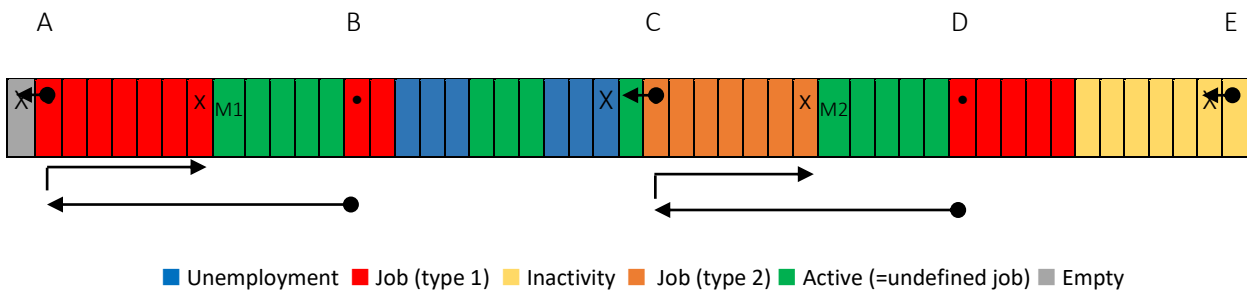 A B C D E
X X M1 X X M2 X
Unemployment Job (type 1) Inactivity Job (type 2) Active (=undefined job) Empty